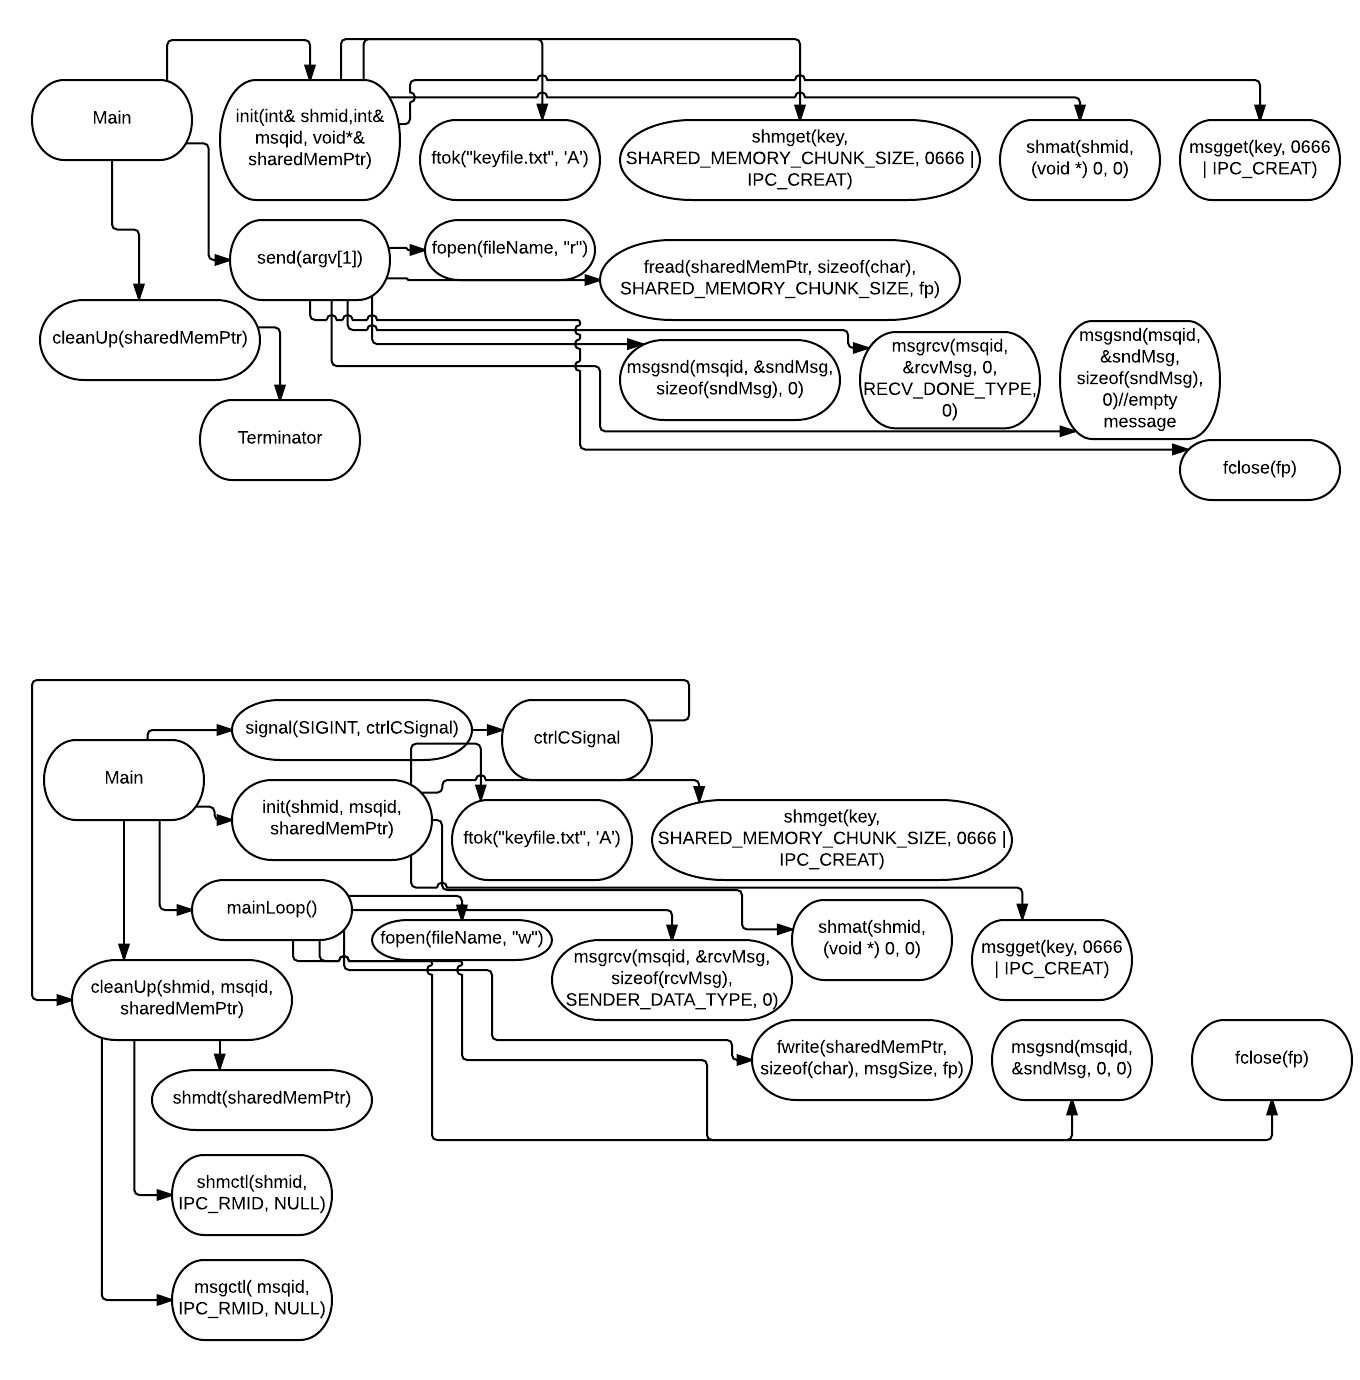 Main
init(int& shmid,int&
msqid, void*&
sharedMemPtr)
ftok("keyfile.txt", 'A')
shmget(key,
SHARED_MEMORY_CHUNK_SIZE, 0666 |
IPC_CREAT)
shmat(shmid,
(void *) 0, 0)
msgget(key, 0666
| IPC_CREAT)
send(argv[1])
fopen(fileName, "r")
fread(sharedMemPtr, sizeof(char),
SHARED_MEMORY_CHUNK_SIZE, fp)
cleanUp(sharedMemPtr)
msgsnd(msqid, &sndMsg,
sizeof(sndMsg), 0)
msgrcv(msqid,
&rcvMsg, 0,
RECV_DONE_TYPE,
0)
msgsnd(msqid,
&sndMsg,
sizeof(sndMsg),
0)//empty
message
Terminator
fclose(fp)
signal(SIGINT, ctrlCSignal)
ctrlCSignal
Main
init(shmid, msqid,
sharedMemPtr)
ftok("keyfile.txt", 'A')
shmget(key,
SHARED_MEMORY_CHUNK_SIZE, 0666 |
IPC_CREAT)
mainLoop()
fopen(fileName, "w")
msgrcv(msqid, &rcvMsg,
sizeof(rcvMsg),
SENDER_DATA_TYPE, 0)
shmat(shmid,
(void *) 0, 0)
msgget(key, 0666
| IPC_CREAT)
cleanUp(shmid, msqid,
sharedMemPtr)
fwrite(sharedMemPtr,
sizeof(char), msgSize, fp)
msgsnd(msqid,
&sndMsg, 0, 0)
fclose(fp)
shmdt(sharedMemPtr)
shmctl(shmid,
IPC_RMID, NULL)
msgctl( msqid,
IPC_RMID, NULL)